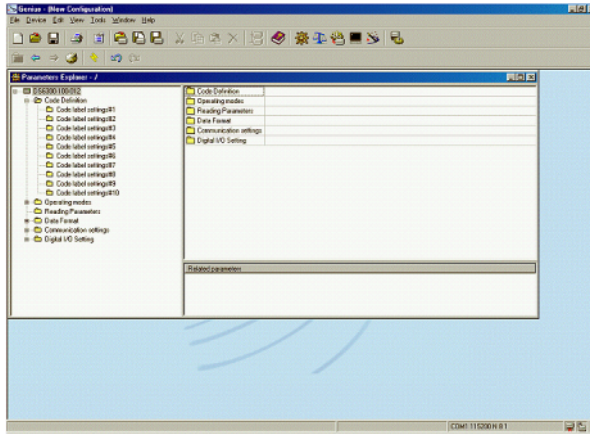 Genius - [New Configuration]
File Device Edit View Tools Window Help
Parameters Explorer - /
DS6300-100-012
Code Definition
Code label settings#1
Code label settings#2
Code label settings#3
Code label settings#4
Code label settings#5
Code label settings#6
Code label settings#7
Code label settings#8
Code label settings#9
Code label settings#10
Operating modes
Reading Parameters
Data Format
Communication settings
Digital I/O Setting
Code Definition
Operating modes
Reading Parameters
Data Format
Communication settings
Digital I/O Setting
Related parameters
COM1 115200 N 8 1